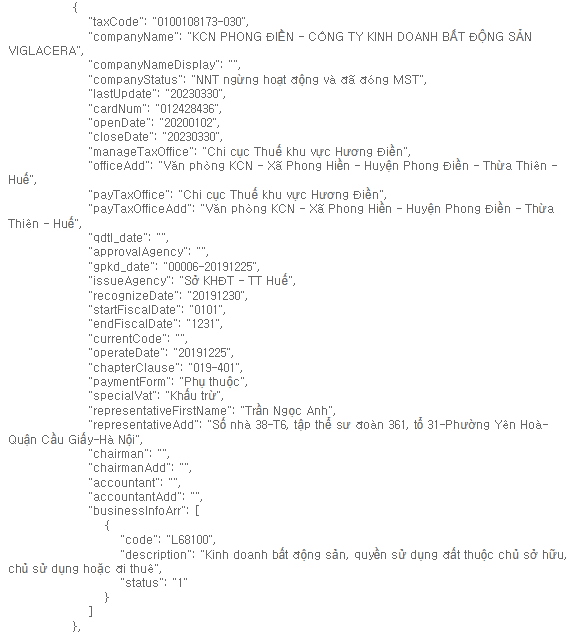 {
"taxCode": "0100108173-030",
"companyName": "KCN PHONG ĐIỀN - CÔNG TY KINH DOANH BẤT ĐỘNG SẢN
VIGLACERA",
"companyNameDisplay": "",
"companyStatus": "NNT ngừng hoạt động và đã đóng MST",
"lastUpdate": "20230330",
"cardNum": "012428436",
"openDate": "20200102",
"closeDate": "20230330",
"manageTaxOffice": "Chi cục Thuế khu vực Hương Điền",
"officeAdd": "Văn phòng KCN - Xã Phong Hiền - Huyện Phong Điền - Thừa Thiên -
Huế",
"payTaxOffice": "Chi cục Thuế khu vực Hương Điền",
"payTaxOfficeAdd": "Văn phòng KCN - Xã Phong Hiền - Huyện Phong Điền - Thừa
Thiên - Huế",
"qdtl_date": "",
"approvalAgency": "",
"gpkd_date": "00006-20191225",
"issueAgency": "Sở KHĐT - TT Huế",
"recognizeDate": "20191230",
"startFiscalDate": "0101",
"endFiscalDate": "1231",
"currentCode": "",
"operateDate": "20191225",
"chapterClause": "019-401",
"paymentForm": "Phụ thuộc",
"specialVat": "Khấu trừ",
"representativeFirstName": "Trần Ngọc Anh",
"representativeAdd": "Số nhà 38-T6, tập thể sư đoàn 361, tổ 31-Phường Yên Hoà-
Quận Cầu Giấy-Hà Nội",
"chairman": "",
"chairmanAdd": "",
"accountant": "",
"accountantAdd": "",
"businessInfoArr": [
{
"code": "L68100",
"description": "Kinh doanh bất động sản, quyền sử dụng đất thuộc chủ sở hữu,
chủ sử dụng hoặc đi thuê",
"status": "1"
}
]
},